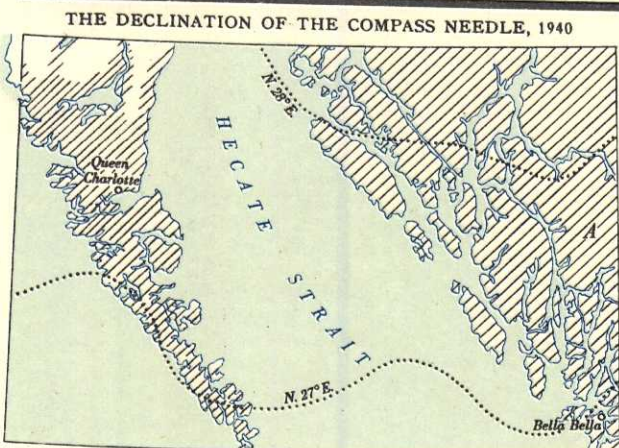 THE DECLINATION OF THE COMPASS NEEDLE, 1940
N. 28° E.
HECATE STRAIT
Queen
Charlotte
A
N. 27° E.
Bella Bella